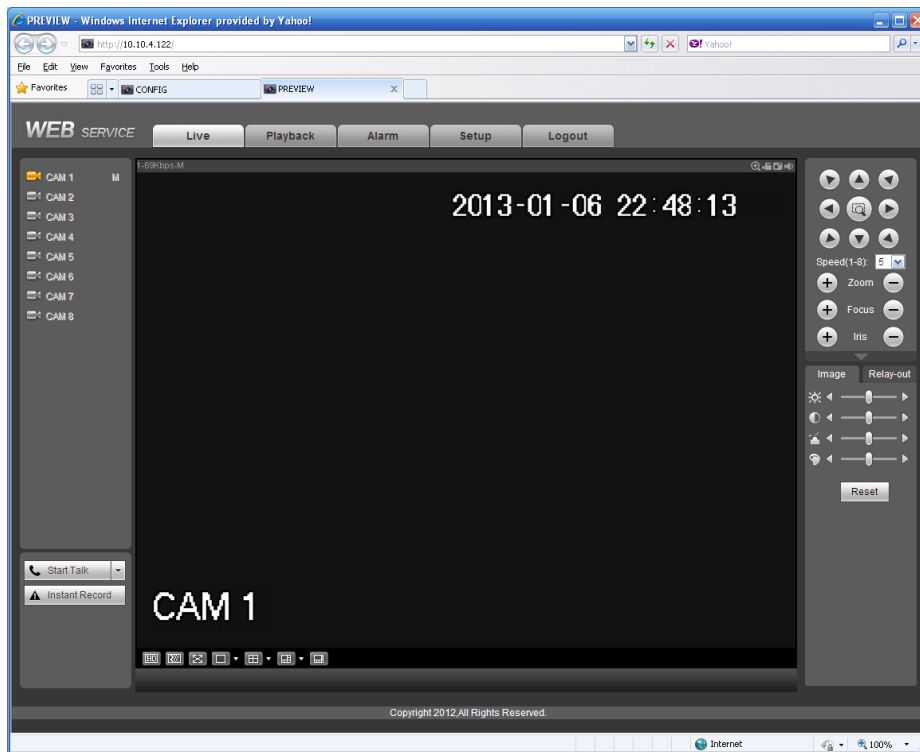 PREVIEW - Windows Internet Explorer provided by Yahoo!
http://10.10.4.122/
Yahoo!
File Edit View Favorites Tools Help
Favorites CONFIG PREVIEW
WEB SERVICE Live Playback Alarm Setup Logout
1-69Kbps-M
CAM 1 M
CAM 2
CAM 3
CAM 4
CAM 5
CAM 6
CAM 7
CAM 8
2013-01-06 22:48:13
Speed(1-8): 5
Zoom
Focus
Iris
Image Relay-out
Reset
Start Talk
Instant Record
CAM 1
Copyright 2012,All Rights Reserved.
Internet 100%